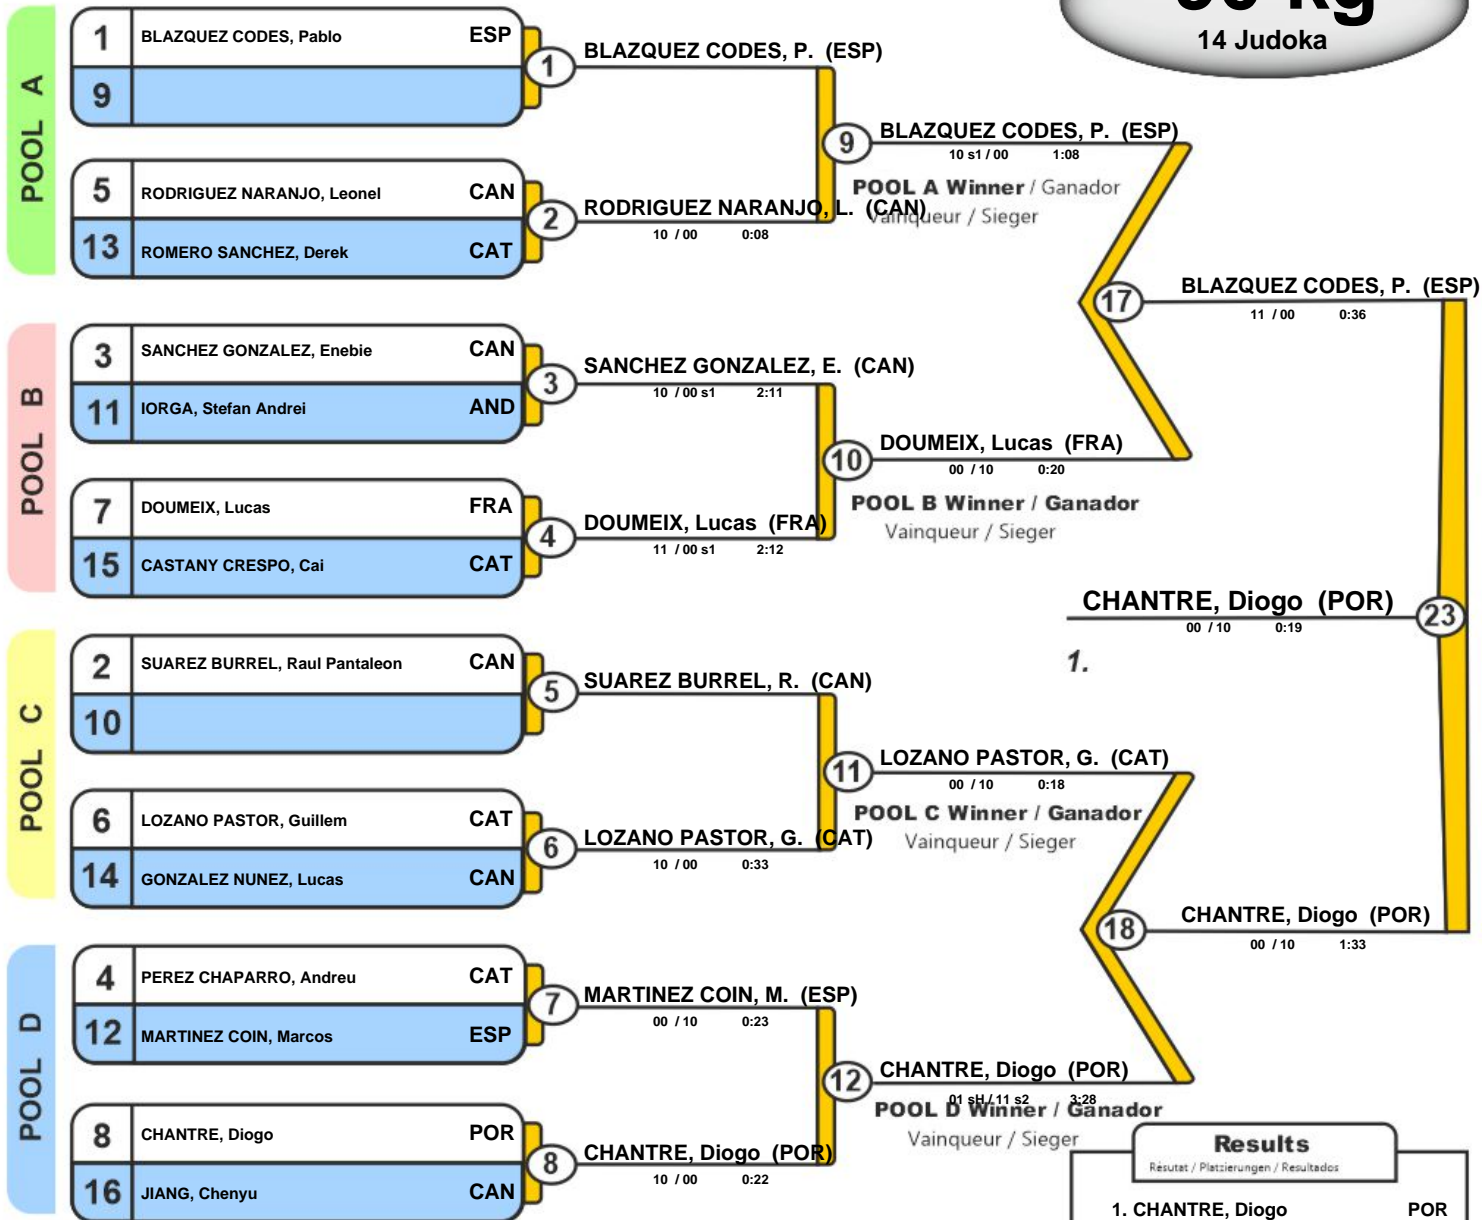 14 Judoka
POOL A
1 BLAZQUEZ CODES, Pablo ESP
9
1
BLAZQUEZ CODES, P. (ESP)
5 RODRIGUEZ NARANJO, Leonel CAN
13 ROMERO SANCHEZ, Derek CAT
2
RODRIGUEZ NARANJO, L. (CAN)
10 / 00 0:08
9
BLAZQUEZ CODES, P. (ESP)
10 s1 / 00 1:08
POOL A Winner / Ganador
Vainqueur / Sieger
POOL B
3 SANCHEZ GONZALEZ, Enebie CAN
11 IORGA, Stefan Andrei AND
3
SANCHEZ GONZALEZ, E. (CAN)
10 / 00 s1 2:11
7 DOUMEIX, Lucas FRA
15 CASTANY CRESPO, Cai CAT
4
DOUMEIX, Lucas (FRA)
11 / 00 s1 2:12
10
DOUMEIX, Lucas (FRA)
00 / 10 0:20
POOL B Winner / Ganador
Vainqueur / Sieger
17
BLAZQUEZ CODES, P. (ESP)
11 / 00 0:36
POOL C
2 SUAREZ BURREL, Raul Pantaleon CAN
10
5
SUAREZ BURREL, R. (CAN)
6 LOZANO PASTOR, Guillem CAT
14 GONZALEZ NUNEZ, Lucas CAN
6
LOZANO PASTOR, G. (CAT)
10 / 00 0:33
11
LOZANO PASTOR, G. (CAT)
00 / 10 0:18
POOL C Winner / Ganador
Vainqueur / Sieger
POOL D
4 PEREZ CHAPARRO, Andreu CAT
12 MARTINEZ COIN, Marcos ESP
7
MARTINEZ COIN, M. (ESP)
00 / 10 0:23
8 CHANTRE, Diogo POR
16 JIANG, Chenyu CAN
8
CHANTRE, Diogo (POR)
10 / 00 0:22
12
CHANTRE, Diogo (POR)
01 sH / 11 s2 3:28
POOL D Winner / Ganador
Vainqueur / Sieger
18
CHANTRE, Diogo (POR)
00 / 10 1:33
CHANTRE, Diogo (POR)
23
00 / 10 0:19
1.
Results
Résutat / Platzierungen / Resultados
1. CHANTRE, Diogo POR